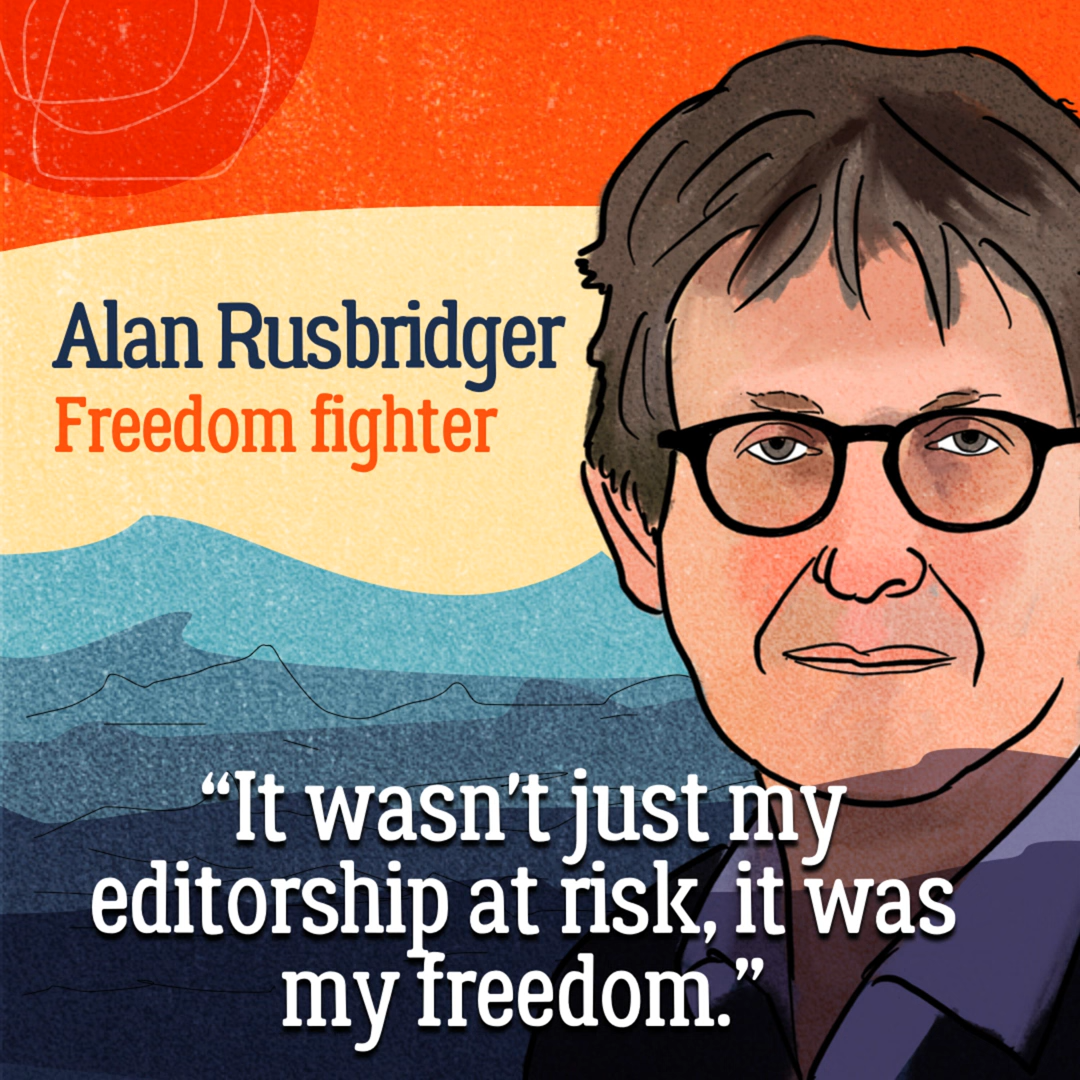 Alan Rusbridger
Freedom fighter
“It wasn’t just my
editorship at risk, it was
my freedom.”